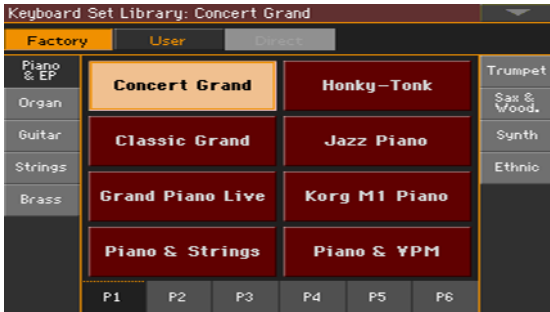 Keyboard Set Library: Concert Grand
Factory
User
Direct
Piano
& EP
Organ
Guitar
Strings
Brass
Concert Grand
Honky-Tonk
Classic Grand
Jazz Piano
Grand Piano Live
Korg M1 Piano
Piano & Strings
Piano & VPM
Trumpet
Sax &
Wood.
Synth
Ethnic
P1
P2
P3
P4
P5
P6